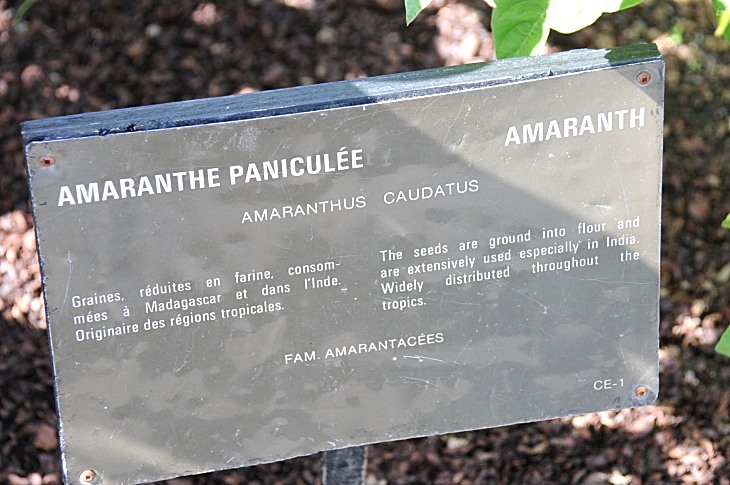 AMARANTHE PANICULÉE
AMARANTH
AMARANTHUS CAUDATUS
Graines, réduites en farine, consom-
mées à Madagascar et dans l'Inde.
Originaire des régions tropicales.
The seeds are ground into flour and
are extensively used especially in India.
Widely distributed throughout the
tropics.
FAM. AMARANTACÉES
CE-1